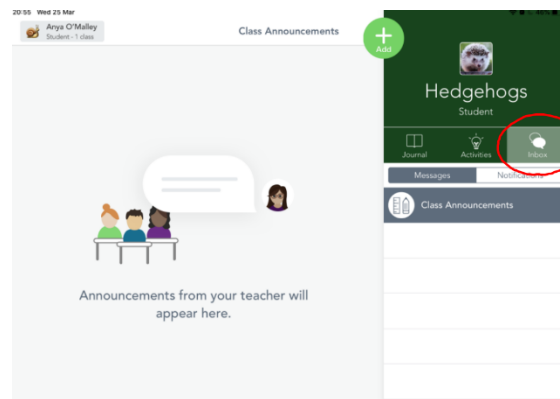 20:55 Wed 25 Mar
Anya O'Malley
Student - 1 class
Class Announcements
Add
Hedgehogs
Student
Journal
Activities
Inbox
Messages
Notifications
Class Announcements
Announcements from your teacher will
appear here.